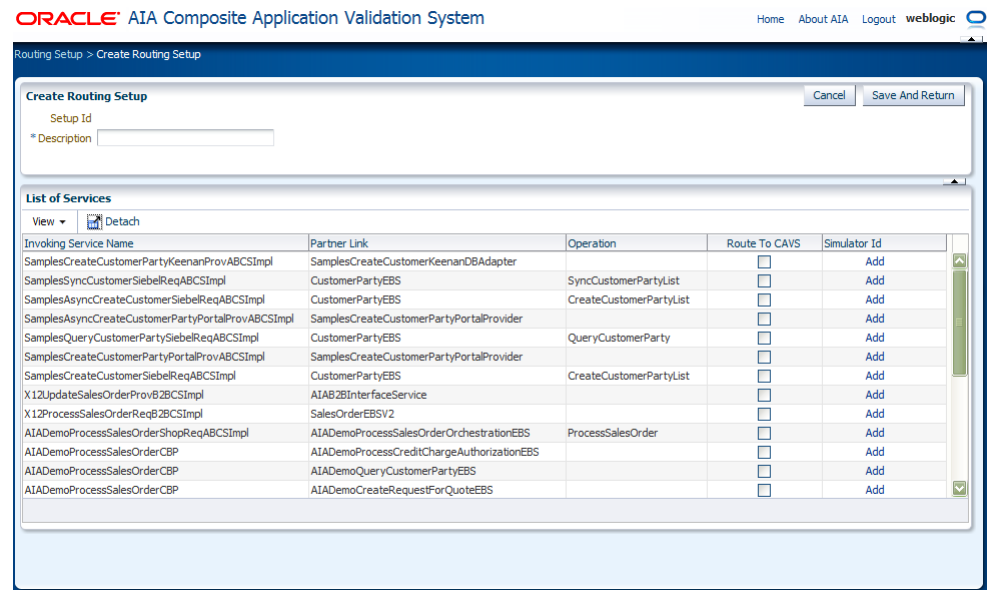 ORACLE AIA Composite Application Validation System
Home About AIA Logout weblogic
Routing Setup > Create Routing Setup
Create Routing Setup Cancel Save And Return
Setup Id
* Description
List of Services
View Detach
Invoking Service Name Partner Link Operation Route To CAVS Simulator Id
SamplesCreateCustomerPartyKeenanProvABCSImpl SamplesCreateCustomerKeenanDBAdapter Add
SamplesSyncCustomerSiebelReqABCSImpl CustomerPartyEBS SyncCustomerPartyList Add
SamplesAsyncCreateCustomerSiebelReqABCSImpl CustomerPartyEBS CreateCustomerPartyList Add
SamplesAsyncCreateCustomerPartyPortalProvABCSImpl SamplesCreateCustomerPartyPortalProvider Add
SamplesQueryCustomerPartySiebelReqABCSImpl CustomerPartyEBS QueryCustomerParty Add
SamplesCreateCustomerPartyPortalProvABCSImpl SamplesCreateCustomerPartyPortalProvider Add
SamplesCreateCustomerSiebelReqABCSImpl CustomerPartyEBS CreateCustomerPartyList Add
X12UpdateSalesOrderProvB2BCSImpl AIAB2BInterfaceService Add
X12ProcessSalesOrderReqB2BCSImpl SalesOrderEBSV2 Add
AIADemoProcessSalesOrderShopReqABCSImpl AIADemoProcessSalesOrderOrchestrationEBS ProcessSalesOrder Add
AIADemoProcessSalesOrderCBP AIADemoProcessCreditChargeAuthorizationEBS Add
AIADemoProcessSalesOrderCBP AIADemoQueryCustomerPartyEBS Add
AIADemoProcessSalesOrderCBP AIADemoCreateRequestForQuoteEBS Add